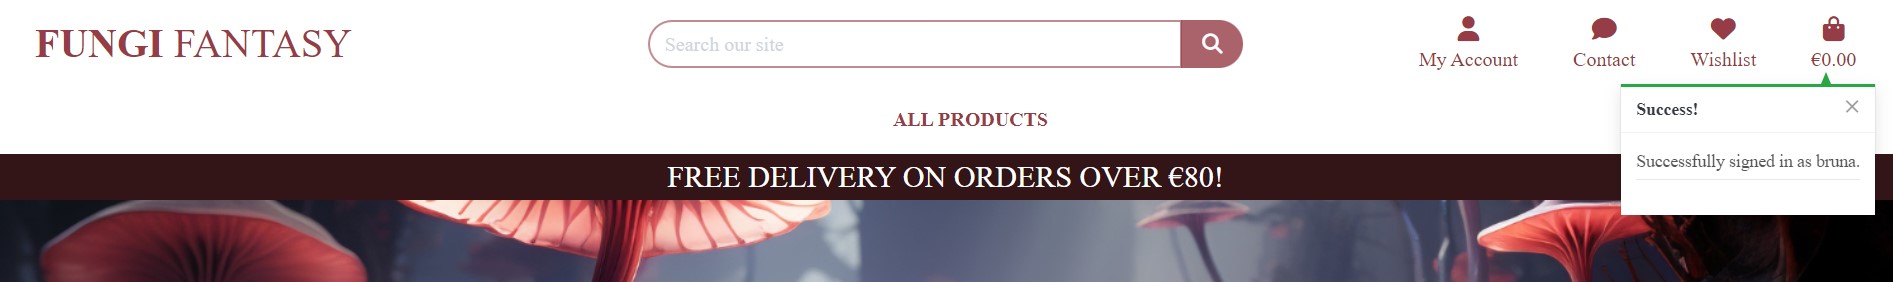 FUNGI FANTASY
Search our site
My Account
Contact
Wishlist
€0.00
ALL PRODUCTS
Success!
Successfully signed in as bruna.
FREE DELIVERY ON ORDERS OVER €80!